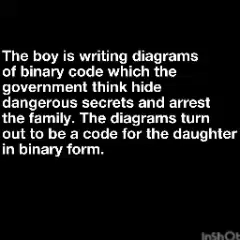 The boy is writing diagrams
of binary code which the
government think hide
dangerous secrets and arrest
the family. The diagrams turn
out to be a code for the daughter
in binary form.